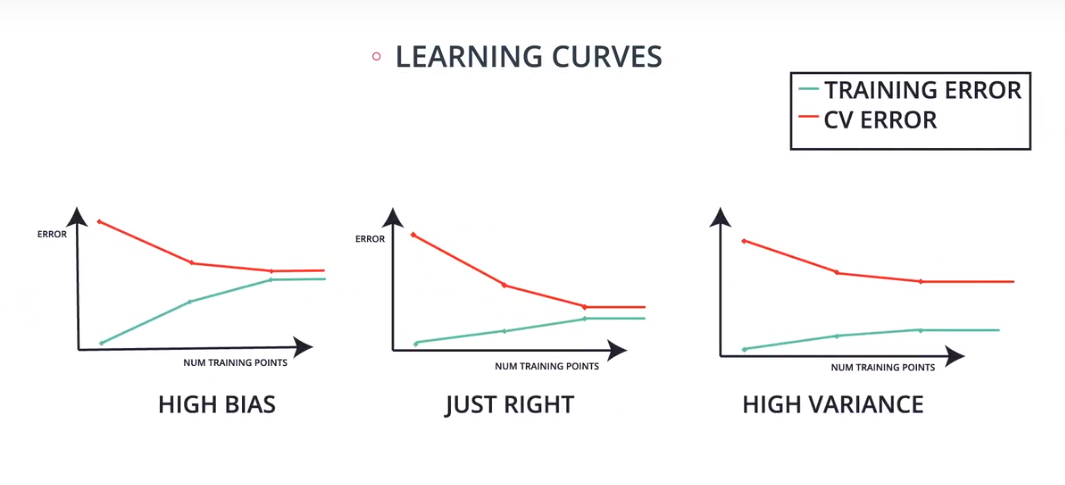 LEARNING CURVES
TRAINING ERROR
CV ERROR
ERROR
NUM TRAINING POINTS
HIGH BIAS
ERROR
NUM TRAINING POINTS
JUST RIGHT
NUM TRAINING POINTS
HIGH VARIANCE